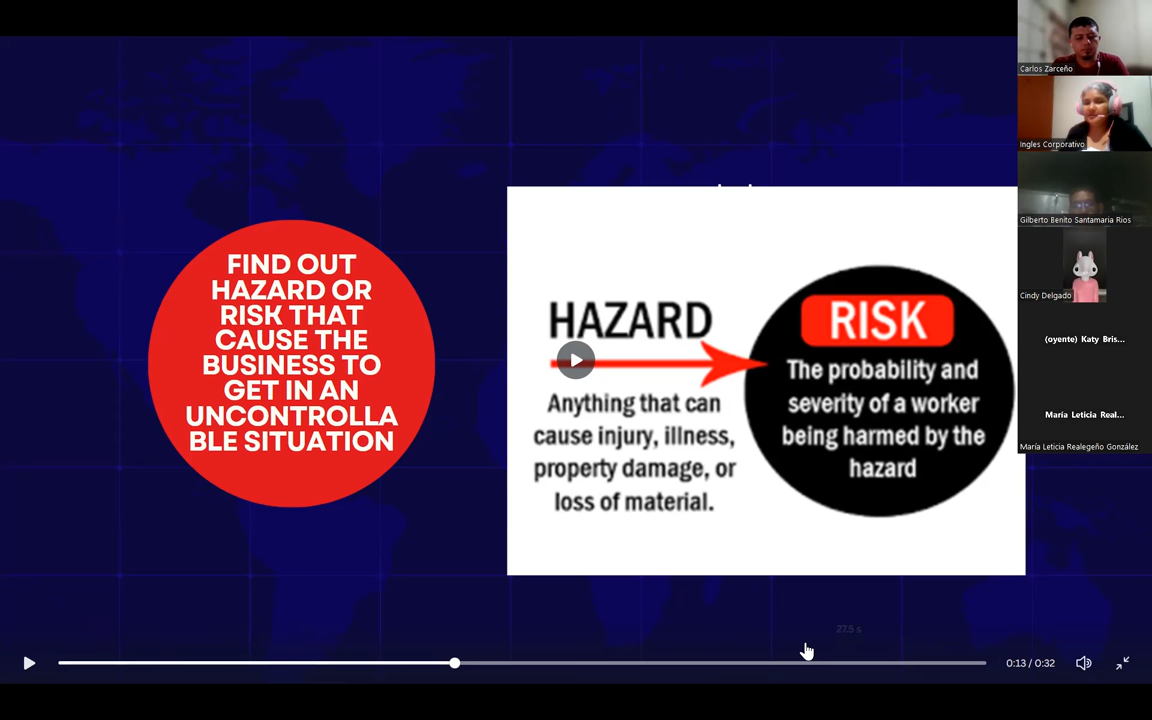 FIND OUT
HAZARD OR
RISK THAT
CAUSE THE
BUSINESS TO
GET IN AN
UNCONTROLLA
BLE SITUATION
HAZARD
Anything that can
cause injury, illness,
property damage, or
loss of material.
RISK
The probability and
severity of a worker
being harmed by the
hazard
27.5 s
0:13 / 0:32
Carlos Zarceño
Ingles Corporativo
Gilberto Benito Santamaria Rios
Cindy Delgado
(oyente) Katy Bris...
María Leticia Real...
María Leticia Realegeño González